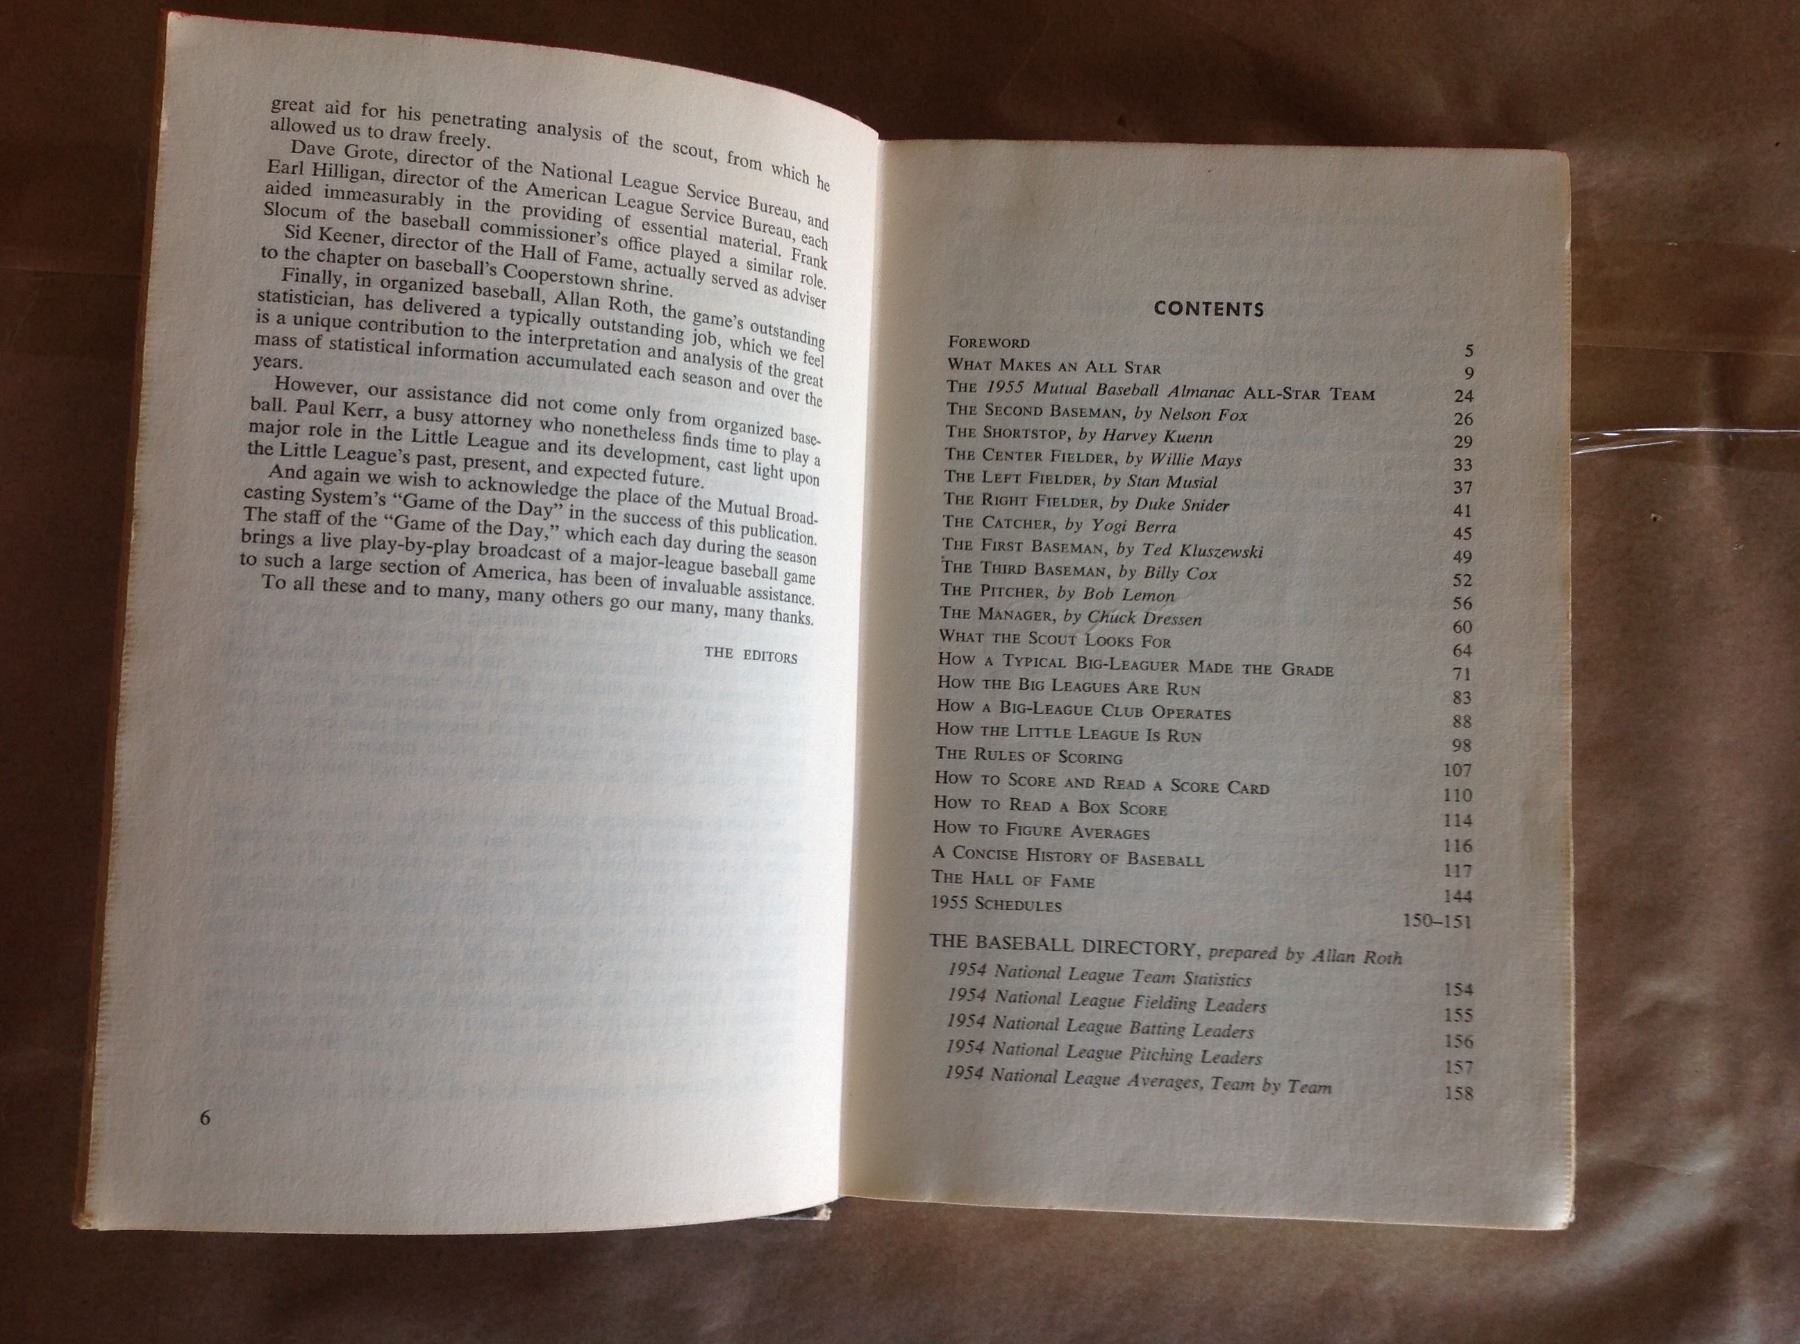 great aid for his penetrating analysis of the scout, from which he
allowed us to draw freely.
Dave Grote, director of the National League Service Bureau, and
Earl Hilligan, director of the American League Service Bureau, each
aided immeasurably in the providing of essential material. Frank
Slocum of the baseball commissioner's office played a similar role.
Sid Keener, director of the Hall of Fame, actually served as adviser
to the chapter on baseball's Cooperstown shrine.
Finally, in organized baseball, Allan Roth, the game's outstanding
statistician, has delivered a typically outstanding job, which we feel
is a unique contribution to the interpretation and analysis of the great
mass of statistical information accumulated each season and over the
years.
However, our assistance did not come only from organized base-
ball. Paul Kerr, a busy attorney who nonetheless finds time to play a
major role in the Little League and its development, cast light upon
the Little League's past, present, and expected future.
And again we wish to acknowledge the place of the Mutual Broad-
casting System's "Game of the Day" in the success of this publication.
The staff of the "Game of the Day," which each day during the season
brings a live play-by-play broadcast of a major-league baseball game
to such a large section of America, has been of invaluable assistance.
To all these and to many, many others go our many, many thanks.
THE EDITORS
6
CONTENTS
FOREWORD 5
WHAT MAKES AN ALL STAR 9
THE 1955 Mutual Baseball Almanac ALL-STAR TEAM 24
THE SECOND BASEMAN, by Nelson Fox 26
THE SHORTSTOP, by Harvey Kuenn 29
THE CENTER FIELDER, by Willie Mays 33
THE LEFT FIELDER, by Stan Musial 37
THE RIGHT FIELDER, by Duke Snider 41
THE CATCHER, by Yogi Berra 45
THE FIRST BASEMAN, by Ted Kluszewski 49
THE THIRD BASEMAN, by Billy Cox 52
THE PITCHER, by Bob Lemon 56
THE MANAGER, by Chuck Dressen 60
WHAT THE SCOUT LOOKS FOR 64
HOW A TYPICAL BIG-LEAGUER MADE THE GRADE 71
HOW THE BIG LEAGUES ARE RUN 83
HOW A BIG-LEAGUE CLUB OPERATES 88
HOW THE LITTLE LEAGUE IS RUN 98
THE RULES OF SCORING 107
HOW TO SCORE AND READ A SCORE CARD 110
HOW TO READ A BOX SCORE 114
HOW TO FIGURE AVERAGES 116
A CONCISE HISTORY OF BASEBALL 117
THE HALL OF FAME 144
1955 SCHEDULES 150–151
THE BASEBALL DIRECTORY, prepared by Allan Roth
1954 National League Team Statistics 154
1954 National League Fielding Leaders 155
1954 National League Batting Leaders 156
1954 National League Pitching Leaders 157
1954 National League Averages, Team by Team 158